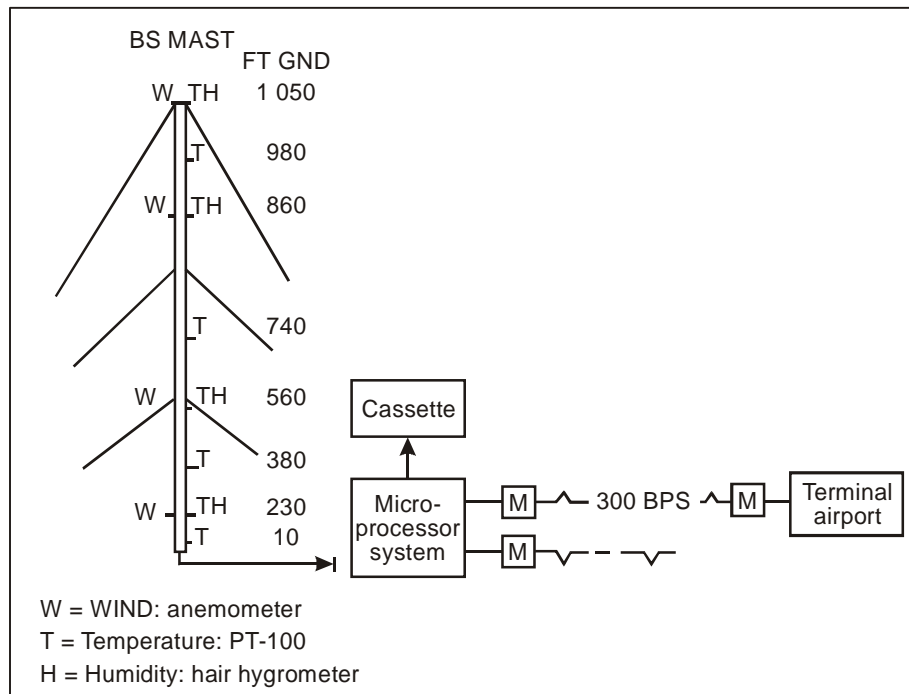 BS MAST
FT GND
W TH 1 050
T 980
W TH 860
T 740
W TH 560
T 380
W TH 230
T 10
Cassette
Micro-
processor
system
M 300 BPS M
Terminal
airport
M
W = WIND: anemometer
T = Temperature: PT-100
H = Humidity: hair hygrometer